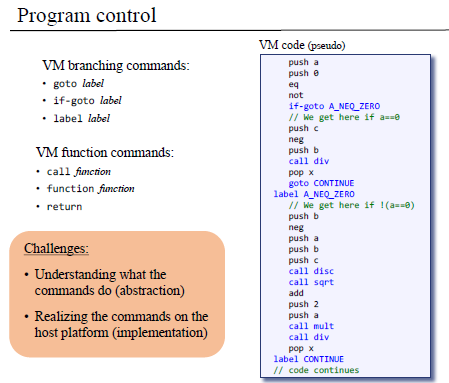 Program control
VM branching commands:
• goto label
• if-goto label
• label label
VM function commands:
• call function
• function function
• return
Challenges:
• Understanding what the
commands do (abstraction)
• Realizing the commands on the
host platform (implementation)
VM code (pseudo)
push a
push 0
eq
not
if-goto A_NEQ_ZERO
// We get here if a==0
push c
neg
push b
call div
pop x
goto CONTINUE
label A_NEQ_ZERO
// We get here if !(a==0)
push b
neg
push a
push b
push c
call disc
call sqrt
add
push 2
push a
call mult
call div
pop x
label CONTINUE
// code continues